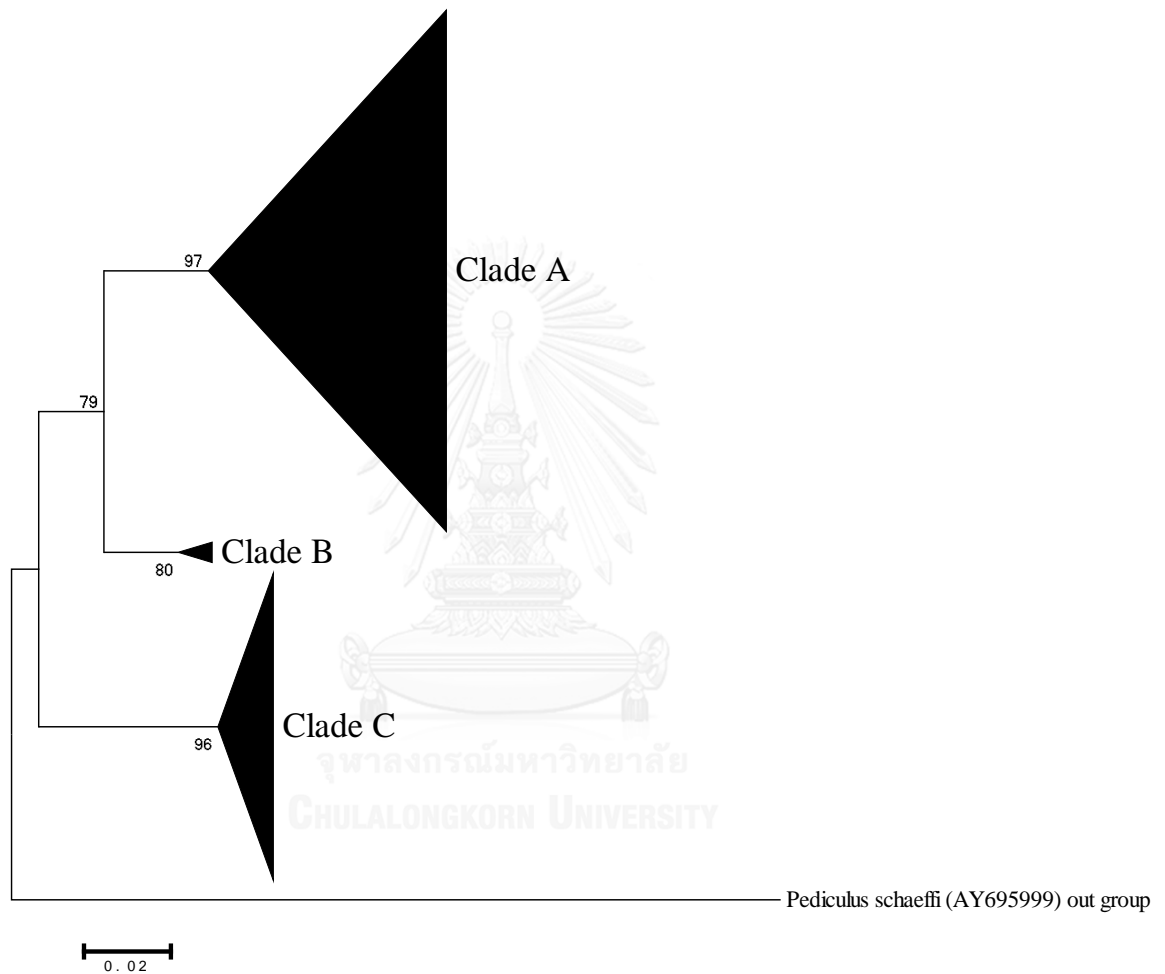 97
Clade A
79
Clade B
80
Clade C
96
จุฬาลงกรณ์มหาวิทยาลัย
CHULALONGKORN UNIVERSITY
Pediculus schaeffi (AY695999) out group
0.02